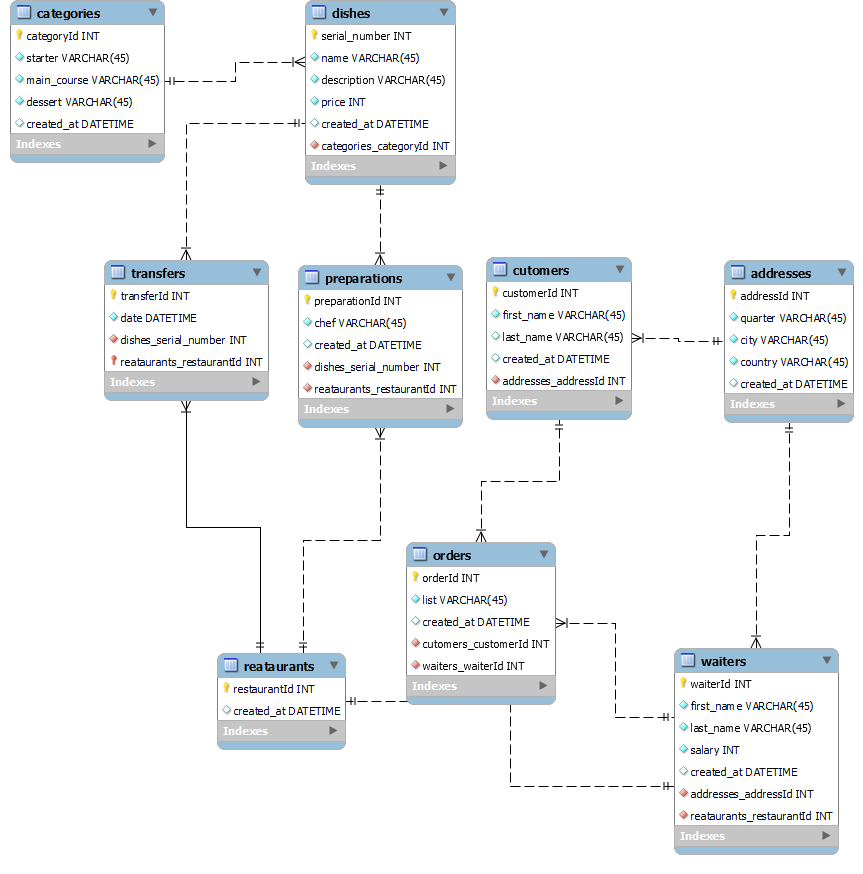 categories
categoryId INT
starter VARCHAR(45)
main_course VARCHAR(45)
dessert VARCHAR(45)
created_at DATETIME
Indexes
dishes
serial_number INT
name VARCHAR(45)
description VARCHAR(45)
price INT
created_at DATETIME
categories_categoryId INT
Indexes
transfers
transferId INT
date DATETIME
dishes_serial_number INT
reataurants_restaurantId INT
Indexes
preparations
preparationId INT
chef VARCHAR(45)
created_at DATETIME
dishes_serial_number INT
reataurants_restaurantId INT
Indexes
cutomers
customerId INT
first_name VARCHAR(45)
last_name VARCHAR(45)
created_at DATETIME
addresses_addressId INT
Indexes
addresses
addressId INT
quarter VARCHAR(45)
city VARCHAR(45)
country VARCHAR(45)
created_at DATETIME
Indexes
orders
orderId INT
list VARCHAR(45)
created_at DATETIME
cutomers_customerId INT
waiters_waiterId INT
Indexes
reataurants
restaurantId INT
created_at DATETIME
Indexes
waiters
waiterId INT
first_name VARCHAR(45)
last_name VARCHAR(45)
salary INT
created_at DATETIME
addresses_addressId INT
reataurants_restaurantId INT
Indexes